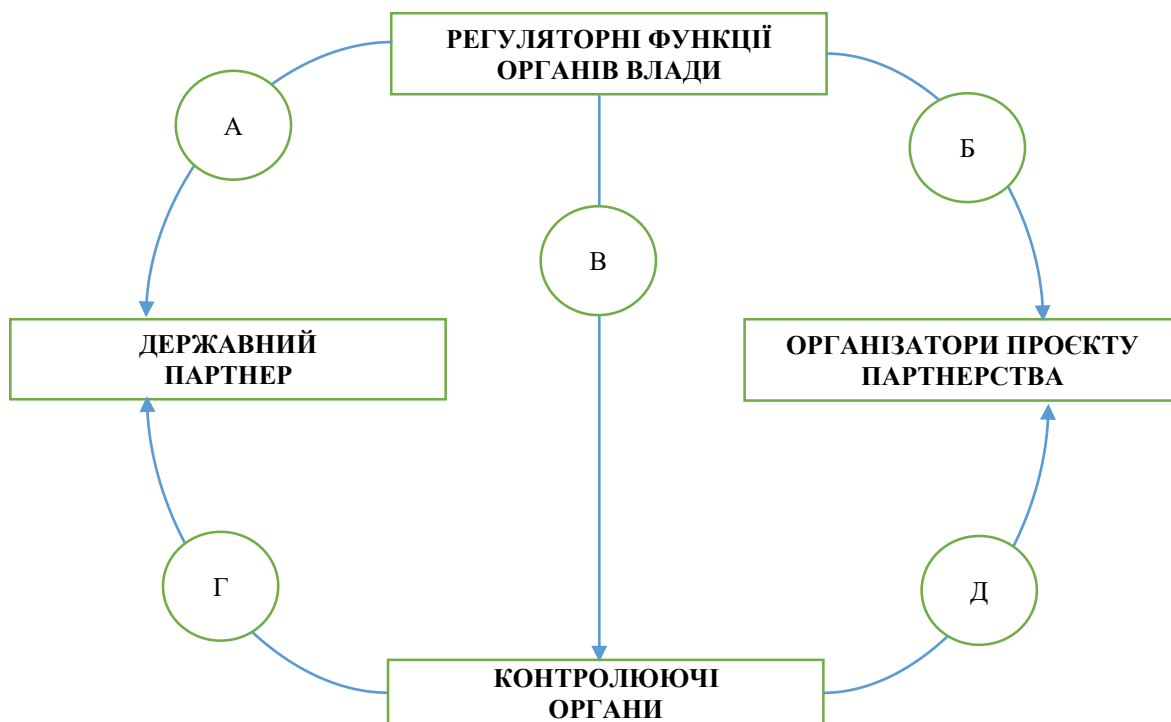 РЕГУЛЯТОРНІ ФУНКЦІЇ
ОРГАНІВ ВЛАДИ
А
Б
В
ДЕРЖАВНИЙ
ПАРТНЕР
ОРГАНІЗАТОРИ ПРОЄКТУ
ПАРТНЕРСТВА
Г
Д
КОНТРОЛЮЮЧІ
ОРГАНИ